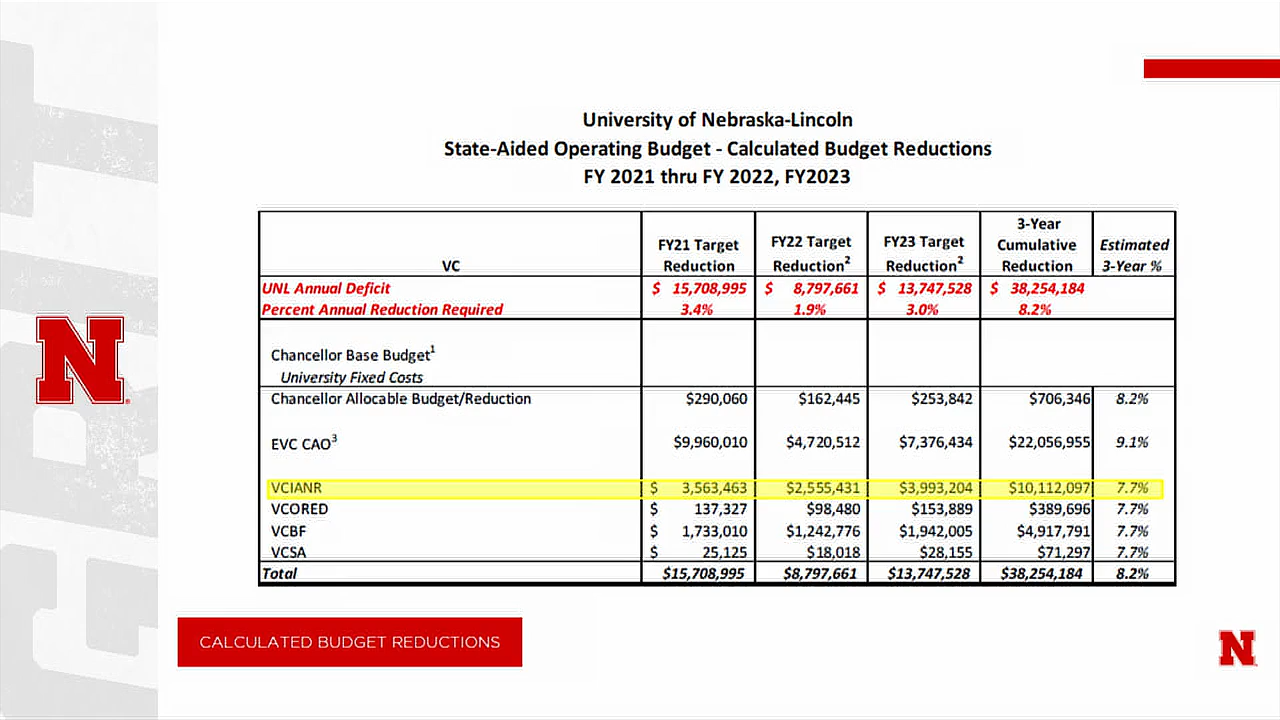 University of Nebraska-Lincoln
State-Aided Operating Budget - Calculated Budget Reductions
FY 2021 thru FY 2022, FY2023
VC FY21 Target Reduction FY22 Target Reduction² FY23 Target Reduction² 3-Year Cumulative Reduction Estimated 3-Year %
UNL Annual Deficit $ 15,708,995 $ 8,797,661 $ 13,747,528 $ 38,254,184
Percent Annual Reduction Required 3.4% 1.9% 3.0% 8.2%
Chancellor Base Budget¹
University Fixed Costs
Chancellor Allocable Budget/Reduction $290,060 $162,445 $253,842 $706,346 8.2%
EVC CAO³ $9,960,010 $4,720,512 $7,376,434 $22,056,955 9.1%
VCIANR $ 3,563,463 $2,555,431 $3,993,204 $10,112,097 7.7%
VCORED $ 137,327 $98,480 $153,889 $389,696 7.7%
VCBF $ 1,733,010 $1,242,776 $1,942,005 $4,917,791 7.7%
VCSA $ 25,125 $18,018 $28,155 $71,297 7.7%
Total $15,708,995 $8,797,661 $13,747,528 $38,254,184 8.2%
CALCULATED BUDGET REDUCTIONS
N
N
GRIT